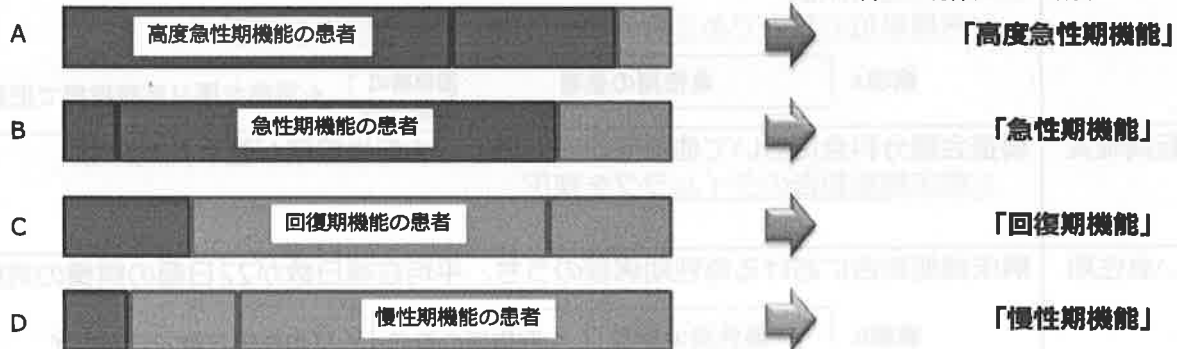 A 高度急性期機能の患者 「高度急性期機能」
B 急性期機能の患者 「急性期機能」
C 回復期機能の患者 「回復期機能」
D 慢性期機能の患者 「慢性期機能」